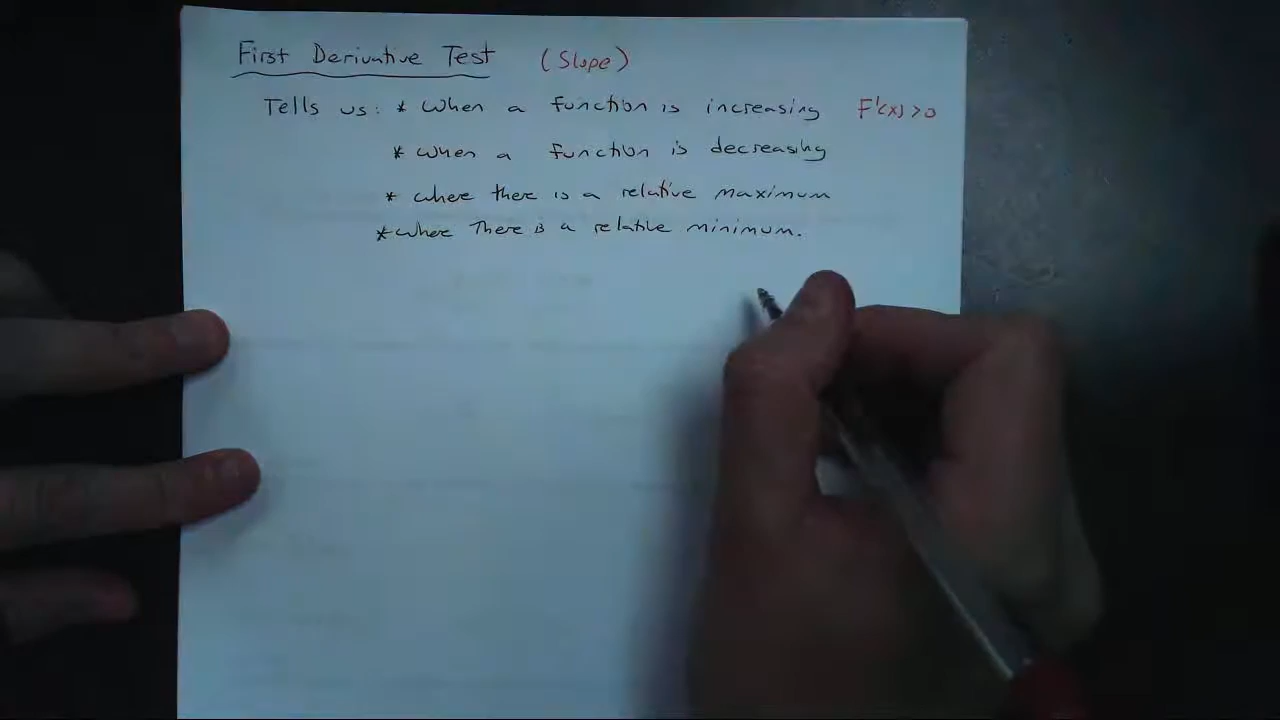 First Derivative Test (Slope)
Tells us: * When a function is increasing F'(x) > 0
* when a function is decreasing
* where there is a relative maximum
* where There is a relative minimum.